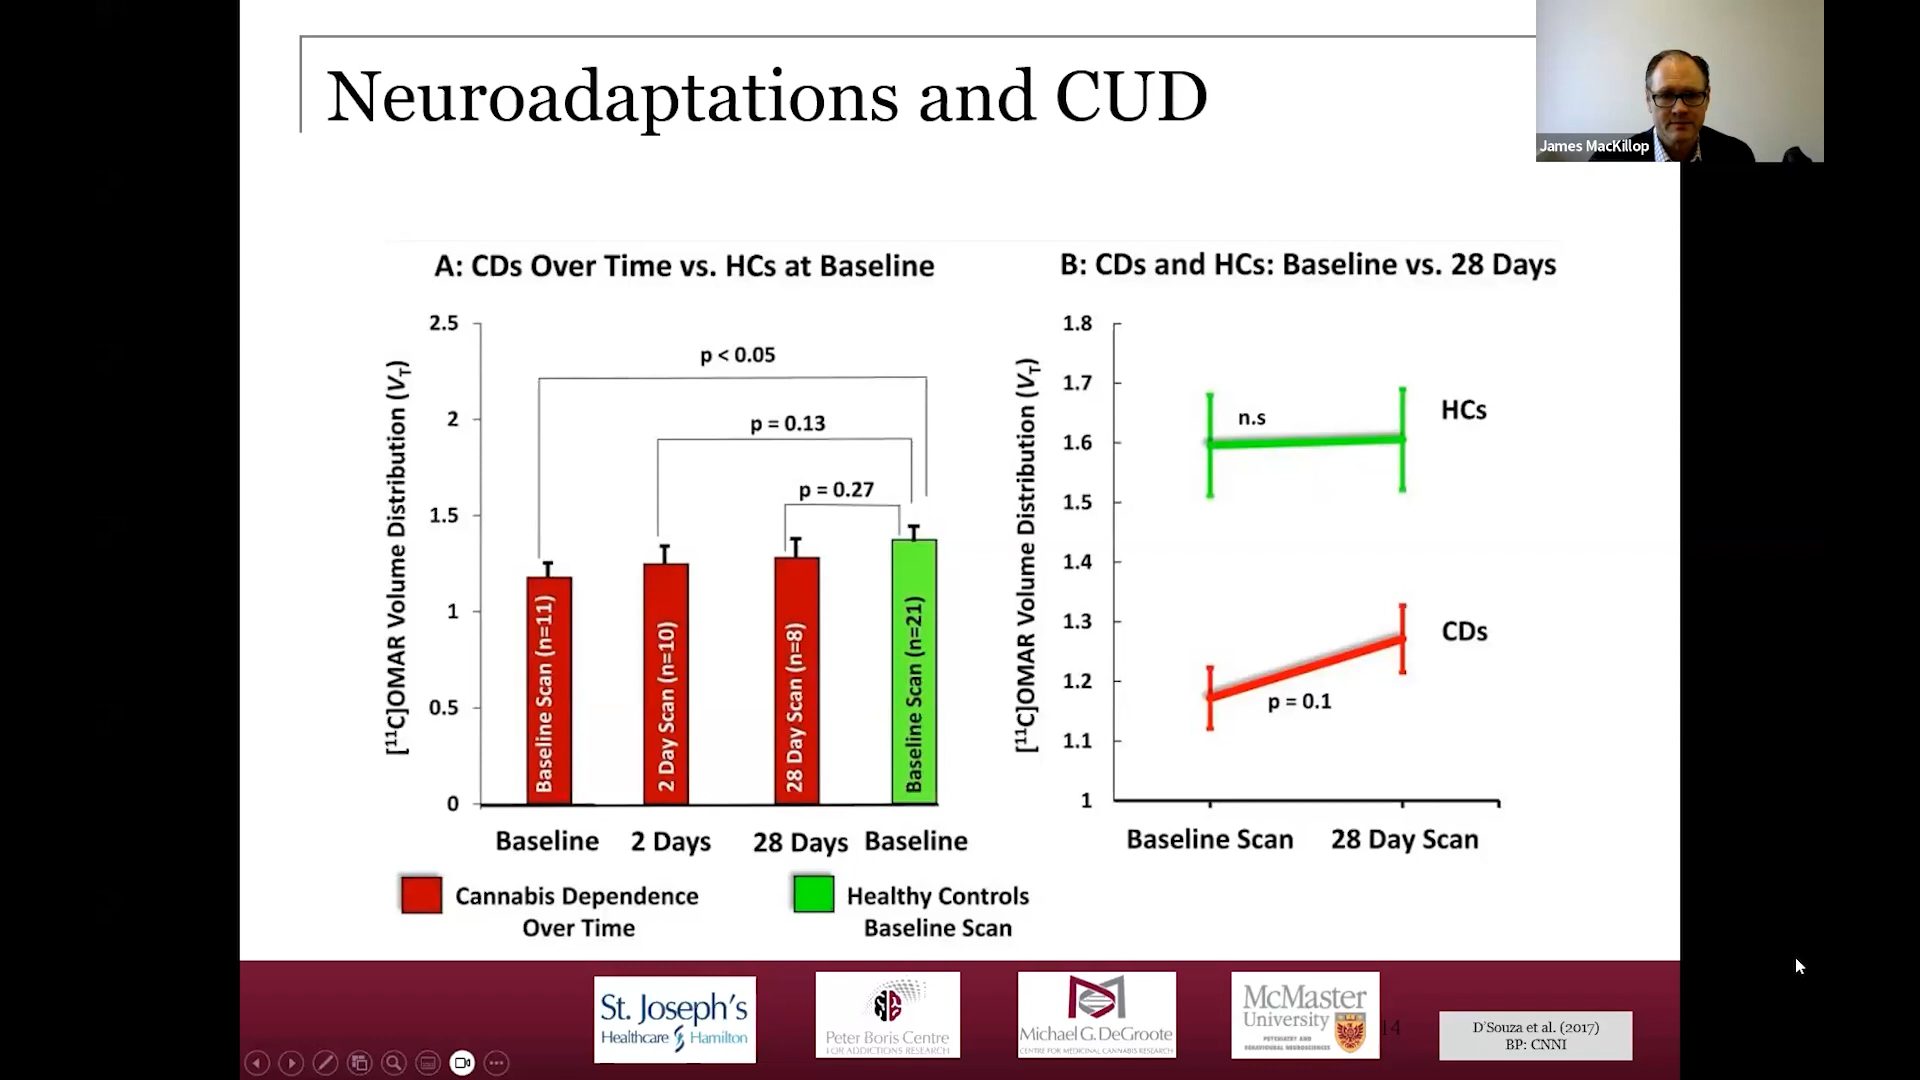 Neuroadaptations and CUD
James MacKillop
A: CDs Over Time vs. HCs at Baseline
[¹¹C]OMAR Volume Distribution (V_T)
2.5
2
1.5
1
0.5
0
p < 0.05
p = 0.13
p = 0.27
Baseline Scan (n=11)
2 Day Scan (n=10)
28 Day Scan (n=8)
Baseline Scan (n=21)
Baseline
2 Days
28 Days
Baseline
Cannabis Dependence
Over Time
Healthy Controls
Baseline Scan
B: CDs and HCs: Baseline vs. 28 Days
[¹¹C]OMAR Volume Distribution (V_T)
1.8
1.7
1.6
1.5
1.4
1.3
1.2
1.1
1
n.s
HCs
CDs
p = 0.1
Baseline Scan
28 Day Scan
St. Joseph's
Healthcare Hamilton
Peter Boris Centre
FOR ADDICTIONS RESEARCH
Michael G. DeGroote
CENTRE FOR MEDICINAL CANNABIS RESEARCH
McMaster
University
PSYCHIATRY AND
BEHAVIOURAL NEUROSCIENCES
14
D'Souza et al. (2017)
BP: CNNI